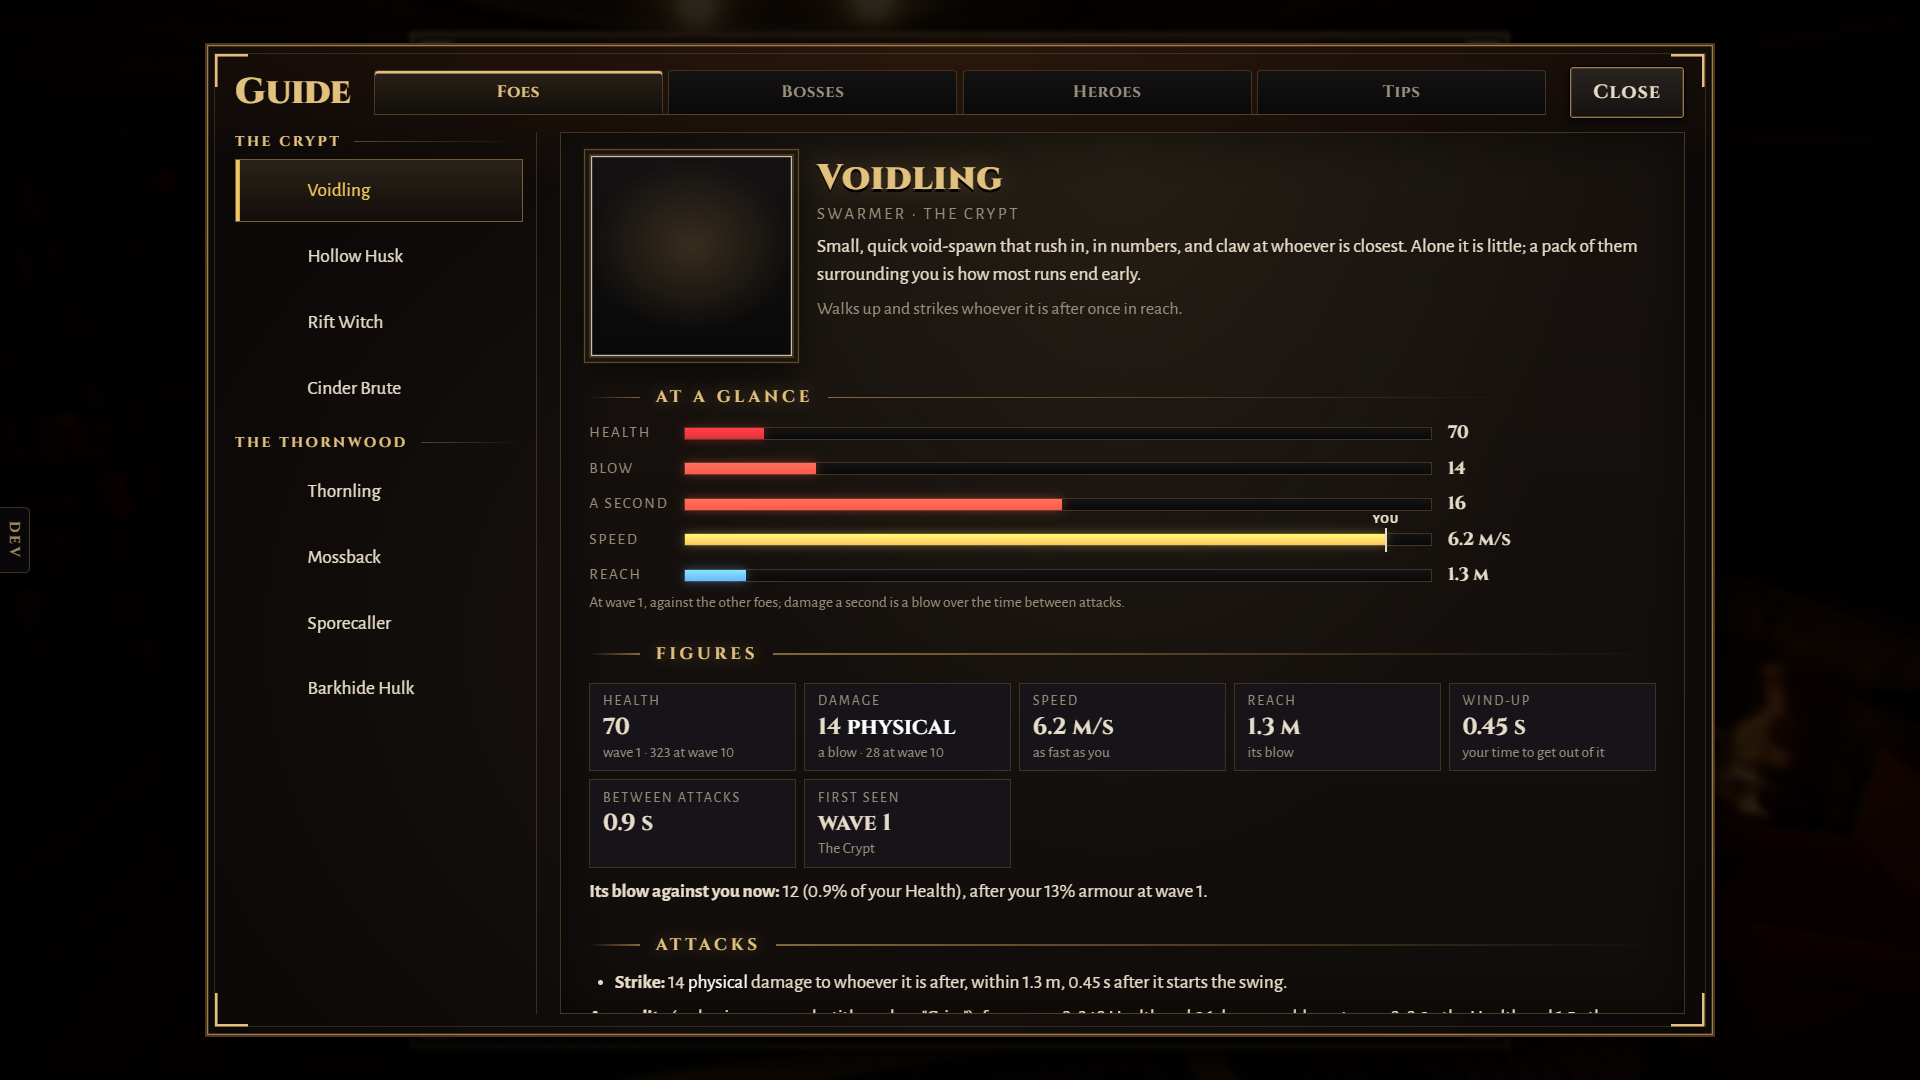 GUIDE
FOES
BOSSES
HEROES
TIPS
CLOSE
THE CRYPT
Voidling
Hollow Husk
Rift Witch
Cinder Brute
THE THORNWOOD
Thornling
Mossback
Sporecaller
Barkhide Hulk
DEV
VOIDLING
SWARMER · THE CRYPT
Small, quick void-spawn that rush in, in numbers, and claw at whoever is closest. Alone it is little; a pack of them
surrounding you is how most runs end early.
Walks up and strikes whoever it is after once in reach.
AT A GLANCE
HEALTH 70
BLOW 14
A SECOND 16
YOU
SPEED 6.2 M/S
REACH 1.3 M
At wave 1, against the other foes; damage a second is a blow over the time between attacks.
FIGURES
HEALTH
70
wave 1 · 323 at wave 10
DAMAGE
14 PHYSICAL
a blow · 28 at wave 10
SPEED
6.2 M/S
as fast as you
REACH
1.3 M
its blow
WIND-UP
0.45 S
your time to get out of it
BETWEEN ATTACKS
0.9 S
FIRST SEEN
WAVE 1
The Crypt
Its blow against you now: 12 (0.9% of your Health), after your 13% armour at wave 1.
ATTACKS
• Strike: 14 physical damage to whoever it is after, within 1.3 m, 0.45 s after it starts the swing.